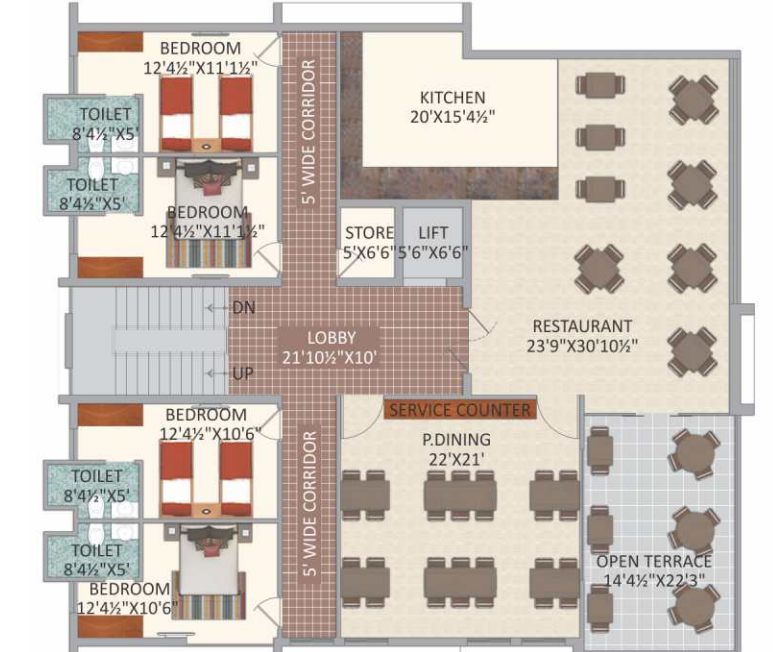 BEDROOM
12'4½"X11'1½"
TOILET
8'4½"X5'
TOILET
8'4½"X5'
BEDROOM
12'4½"X11'1½"
5' WIDE CORRIDOR
KITCHEN
20'X15'4½"
STORE
5'X6'6"
LIFT
5'6"X6'6"
DN
UP
LOBBY
21'10½"X10'
RESTAURANT
23'9"X30'10½"
BEDROOM
12'4½"X10'6"
TOILET
8'4½"X5'
TOILET
8'4½"X5'
BEDROOM
12'4½"X10'6"
5' WIDE CORRIDOR
SERVICE COUNTER
P.DINING
22'X21'
OPEN TERRACE
14'4½"X22'3"